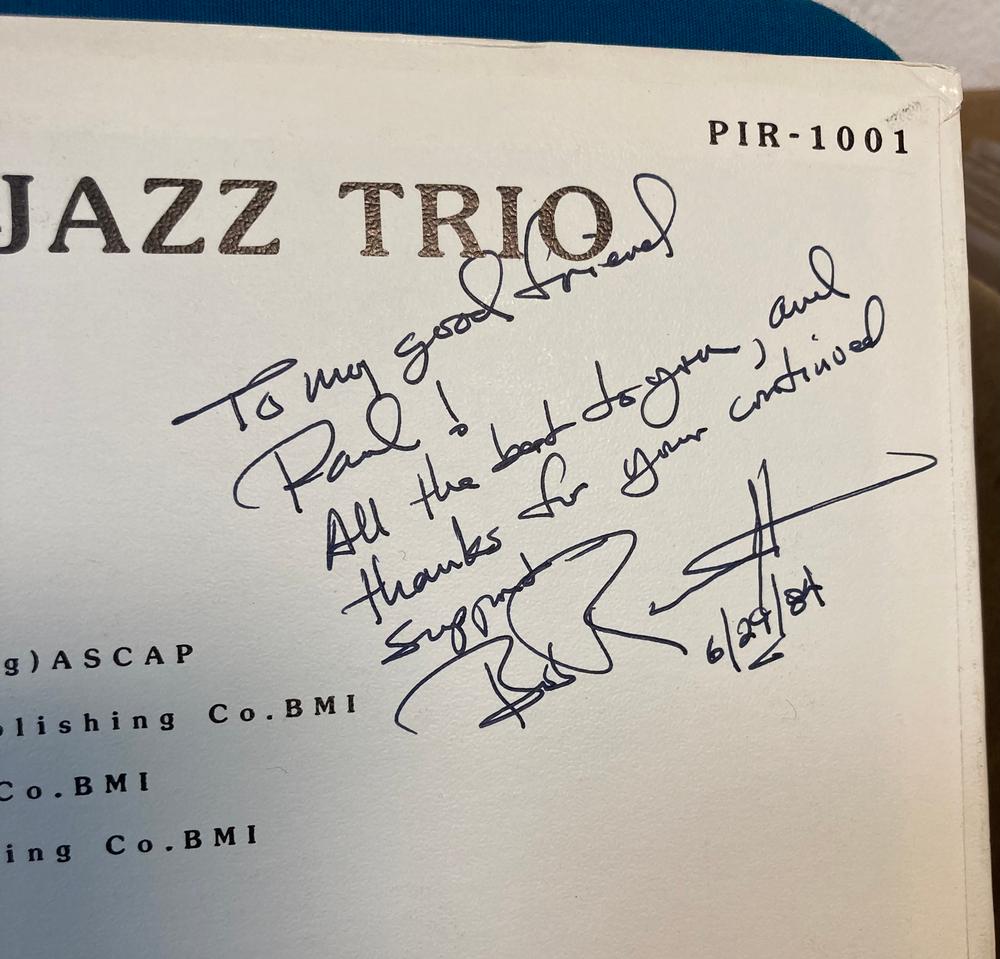 PIR-1001
JAZZ TRIO
To my good friend
Paul!
All the best to you, and
thanks for your continued
support
Bob
6/29/84
g) ASCAP
lishing Co. BMI
Co. BMI
ing Co. BMI